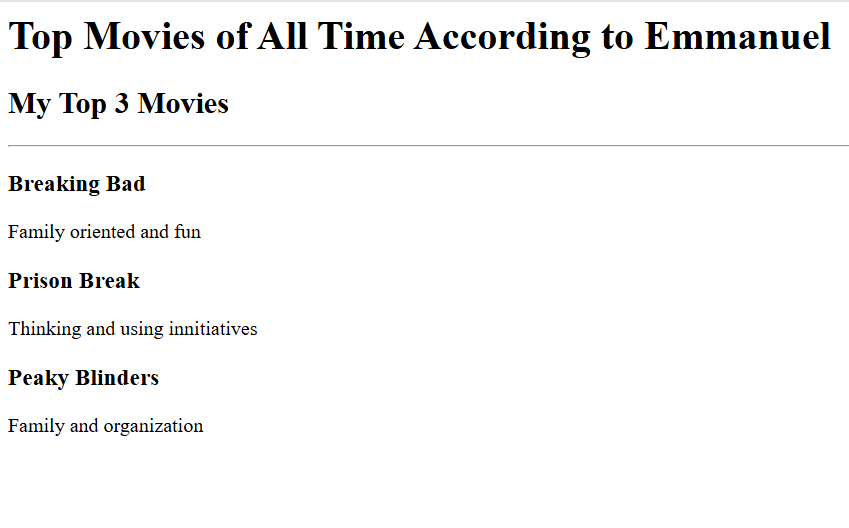 Top Movies of All Time According to Emmanuel
My Top 3 Movies
Breaking Bad
Family oriented and fun
Prison Break
Thinking and using innitiatives
Peaky Blinders
Family and organization